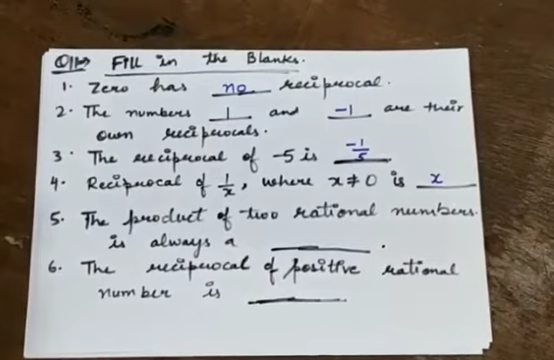 Q11⇒ Fill in the Blanks.
1. Zero has no reciprocal.
2. The numbers 1 and -1 are their
own reciprocals.
3. The reciprocal of -5 is -1/5
4. Reciprocal of 1/x, where x≠0 is x
5. The product of two rational numbers.
is always a ________.
6. The reciprocal of positive rational
number is ________